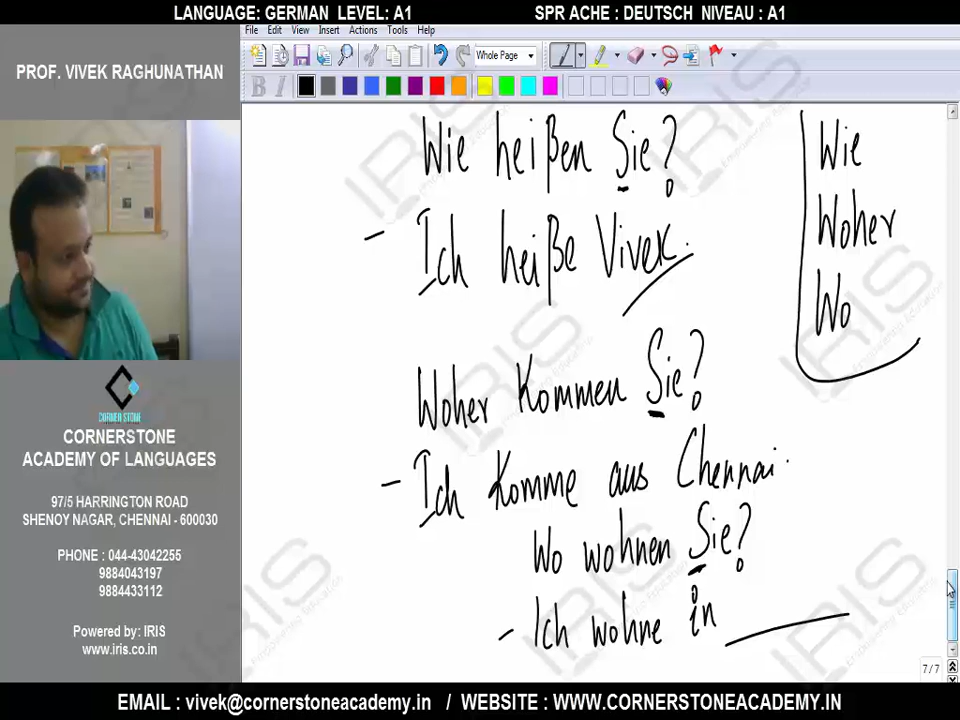 LANGUAGE: GERMAN LEVEL: A1
SPR ACHE : DEUTSCH NIVEAU : A1
PROF. VIVEK RAGHUNATHAN
File Edit View Insert Actions Tools Help
Whole Page
B I
Wie heißen Sie?
- Ich heiße Vivek.
Woher kommen Sie?
- Ich komme aus Chennai.
Wo wohnen Sie?
- Ich wohne in
Wie
Woher
Wo
CORNER STONE
CORNERSTONE
ACADEMY OF LANGUAGES
97/5 HARRINGTON ROAD
SHENOY NAGAR, CHENNAI - 600030
PHONE : 044-43042255
9884043197
9884433112
Powered by: IRIS
www.iris.co.in
7/7
IRIS
EMAIL : vivek@cornerstoneacademy.in / WEBSITE : WWW.CORNERSTONEACADEMY.IN